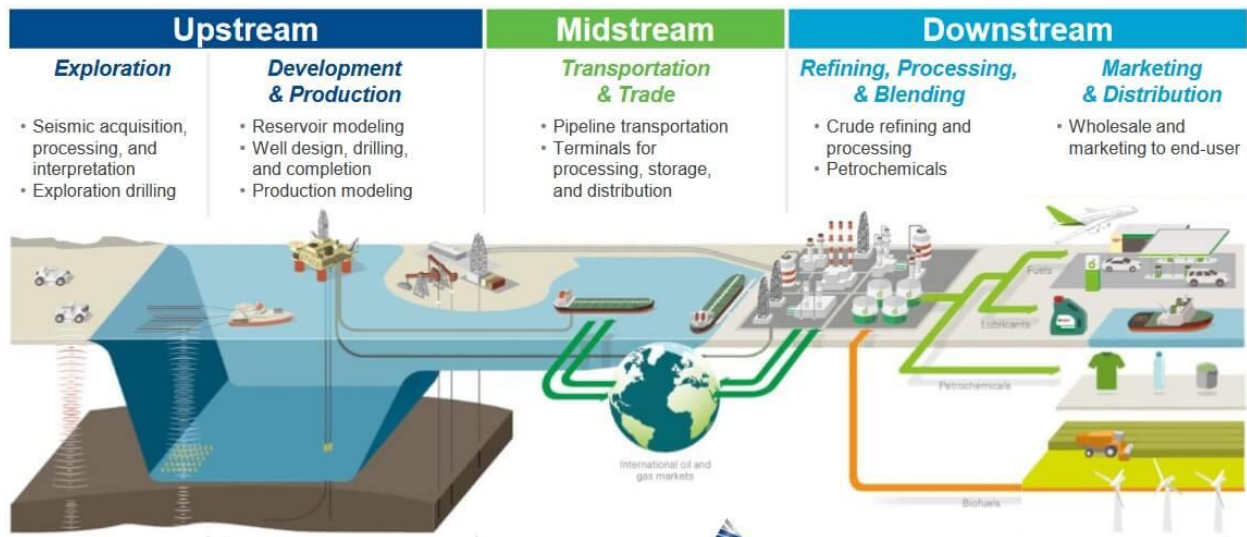 Upstream
Midstream
Downstream
Exploration
• Seismic acquisition,
processing, and
interpretation
• Exploration drilling
Development
& Production
• Reservoir modeling
• Well design, drilling,
and completion
• Production modeling
Transportation
& Trade
• Pipeline transportation
• Terminals for
processing, storage,
and distribution
Refining, Processing,
& Blending
• Crude refining and
processing
• Petrochemicals
Marketing
& Distribution
• Wholesale and
marketing to end-user
Fuels
Lubricants
Petrochemicals
International oil and
gas markets
Biofuels